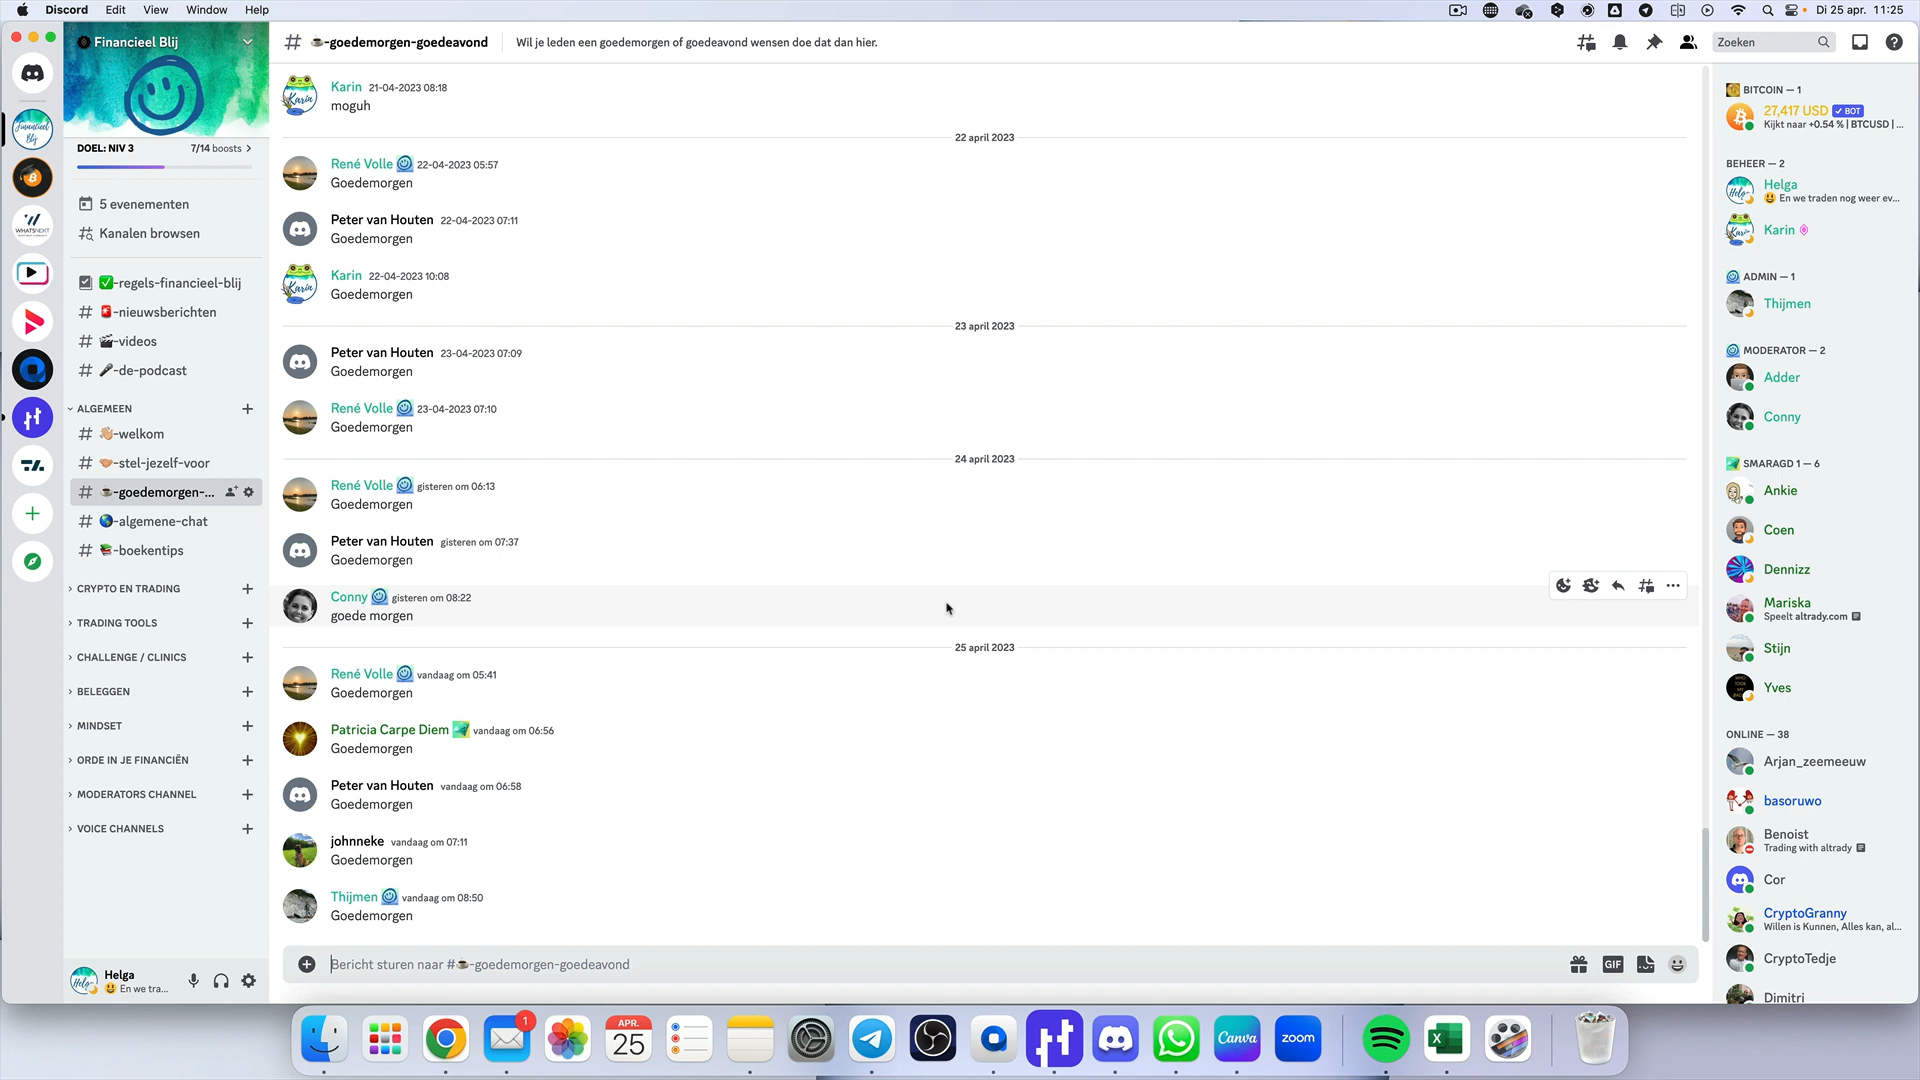 Discord Edit View Window Help
Di 25 apr. 11:25
Financieel Blij
DOEL: NIV 3 7/14 boosts
5 evenementen
Kanalen browsen
-regels-financieel-blij
-nieuwsberichten
-videos
-de-podcast
ALGEMEEN
-welkom
-stel-jezelf-voor
-goedemorgen-...
-algemene-chat
-boekentips
CRYPTO EN TRADING
TRADING TOOLS
CHALLENGE / CLINICS
BELEGGEN
MINDSET
ORDE IN JE FINANCIËN
MODERATORS CHANNEL
VOICE CHANNELS
Helga
En we tra...
# -goedemorgen-goedeavond Wil je leden een goedemorgen of goedeavond wensen doe dat dan hier.
Zoeken
Karin 21-04-2023 08:18
moguh
22 april 2023
René Volle 22-04-2023 05:57
Goedemorgen
Peter van Houten 22-04-2023 07:11
Goedemorgen
Karin 22-04-2023 10:08
Goedemorgen
23 april 2023
Peter van Houten 23-04-2023 07:09
Goedemorgen
René Volle 23-04-2023 07:10
Goedemorgen
24 april 2023
René Volle gisteren om 06:13
Goedemorgen
Peter van Houten gisteren om 07:37
Goedemorgen
Conny gisteren om 08:22
goede morgen
25 april 2023
René Volle vandaag om 05:41
Goedemorgen
Patricia Carpe Diem vandaag om 06:56
Goedemorgen
Peter van Houten vandaag om 06:58
Goedemorgen
johnneke vandaag om 07:11
Goedemorgen
Thijmen vandaag om 08:50
Goedemorgen
Bericht sturen naar #-goedemorgen-goedeavond
GIF
BITCOIN — 1
27,417 USD BOT
Kijkt naar +0.54 % | BTCUSD | ...
BEHEER — 2
Helga
En we traden nog weer ev...
Karin
ADMIN — 1
Thijmen
MODERATOR — 2
Adder
Conny
SMARAGD 1 — 6
Ankie
Coen
Dennizz
Mariska
Speelt altrady.com
Stijn
Yves
ONLINE — 38
Arjan_zeemeeuw
basoruwo
Benoist
Trading with altrady
Cor
CryptoGranny
Willen is Kunnen, Alles kan, al...
CryptoTedje
Dimitri
1
APR.
25
Canva
zoom